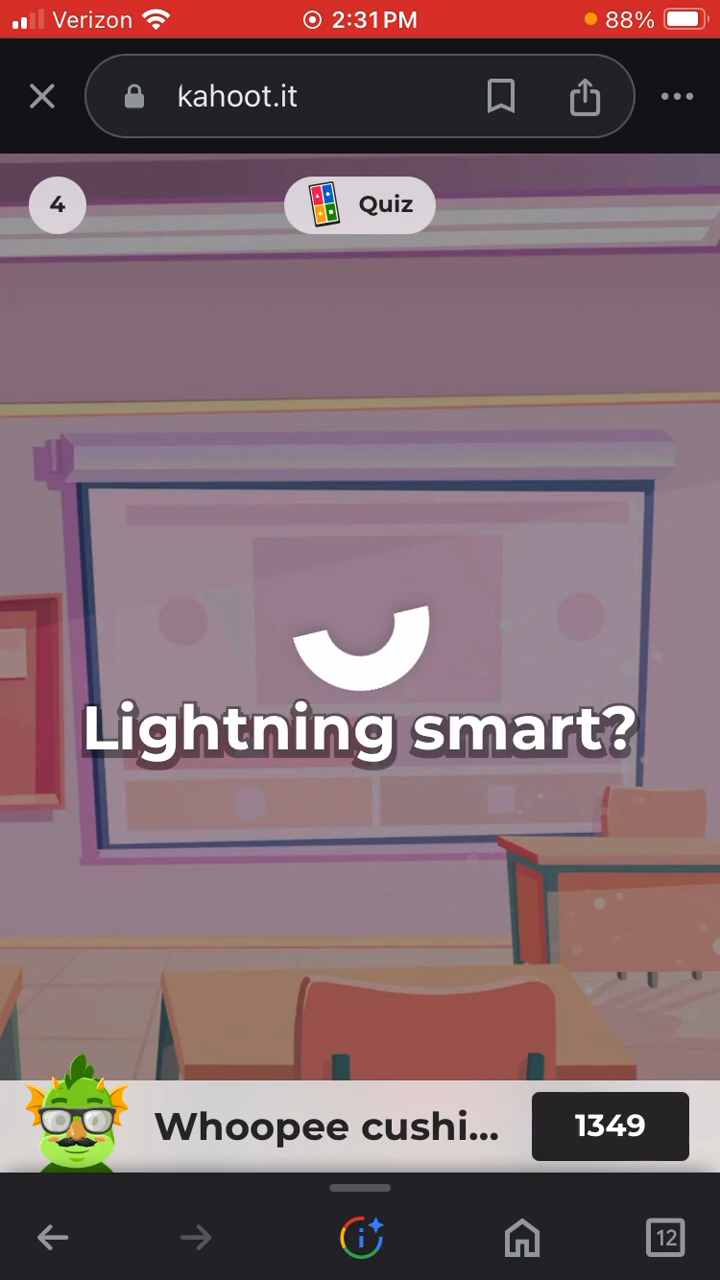 Verizon 2:31 PM 88%
kahoot.it
4 Quiz
Lightning smart?
Whoopee cushi... 1349
12